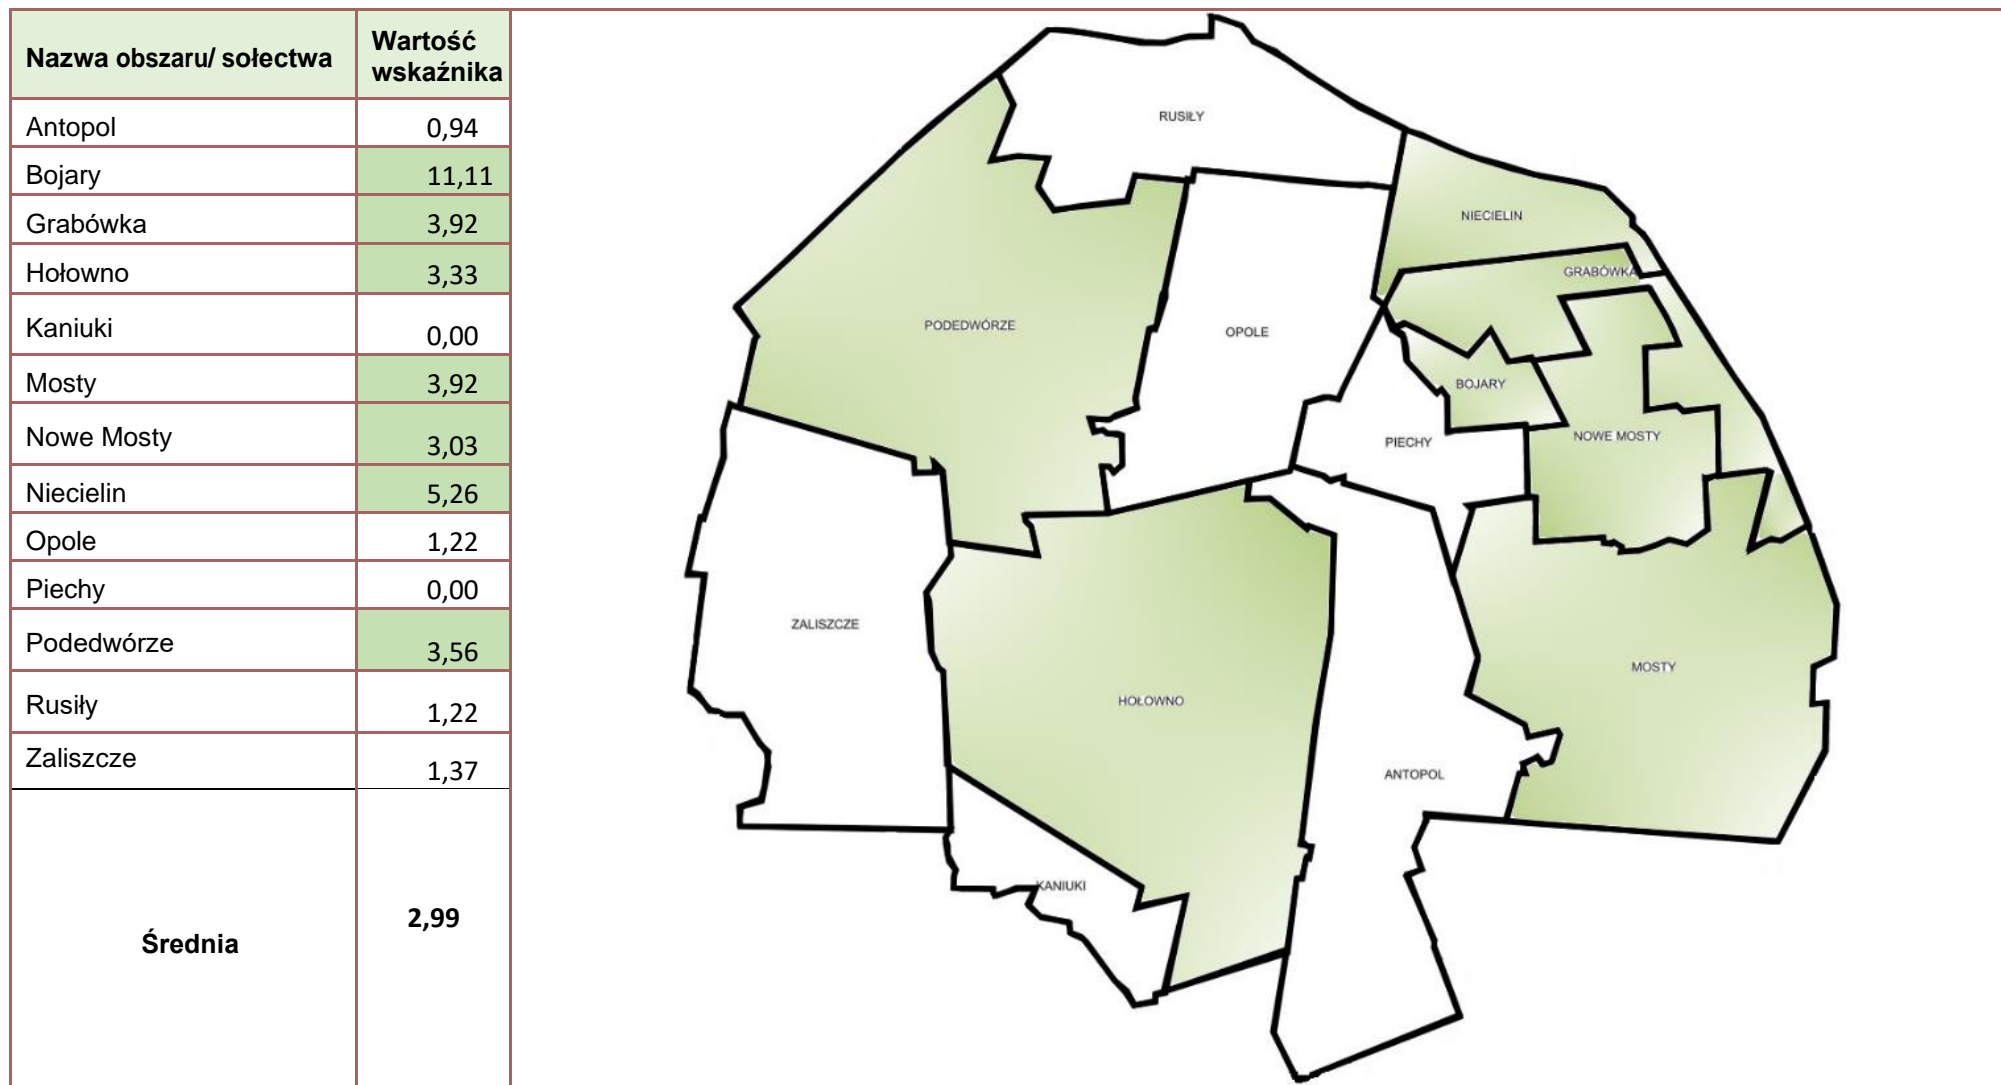 Nazwa obszaru/ sołectwa
Wartość
wskaźnika
Antopol 0,94
Bojary 11,11
Grabówka 3,92
Hołowno 3,33
Kaniuki 0,00
Mosty 3,92
Nowe Mosty 3,03
Niecielin 5,26
Opole 1,22
Piechy 0,00
Podedwórze 3,56
Rusiły 1,22
Zaliszcze 1,37
Średnia 2,99
RUSIŁY
NIECIELIN
GRABÓWKA
PODEDWÓRZE
OPOLE
BOJARY
PIECHY
NOWE MOSTY
ZALISZCZE
MOSTY
HOŁOWNO
ANTOPOL
KANIUKI